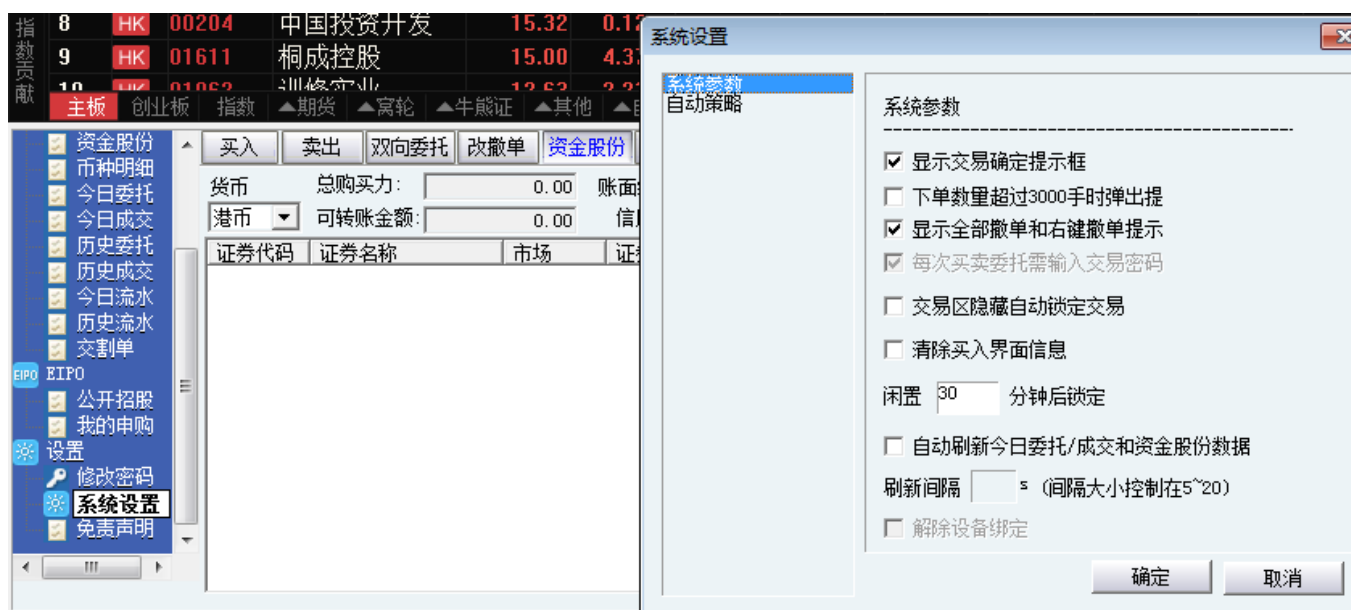 指数贡献
8 HK 00204 中国投资开发 15.32 0.12
9 HK 01611 桐成控股 15.00 4.37
10 HK
主板 创业板 指数 ▲期货 ▲窝轮 ▲牛熊证 ▲其他
资金股份
币种明细
今日委托
今日成交
历史委托
历史成交
今日流水
历史流水
交割单
EIPO EIPO
公开招股
我的申购
设置
修改密码
系统设置
免责声明
买入 卖出 双向委托 改撤单 资金股份
货币 总购买力: 0.00 账面
港币 可转账金额: 0.00 信
证券代码 证券名称 市场 证
系统设置
系统参数
自动策略
系统参数
显示交易确定提示框
下单数量超过3000手时弹出提
显示全部撤单和右键撤单提示
每次买卖委托需输入交易密码
交易区隐藏自动锁定交易
清除买入界面信息
闲置 30 分钟后锁定
自动刷新今日委托/成交和资金股份数据
刷新间隔 s (间隔大小控制在5~20)
解除设备绑定
确定 取消